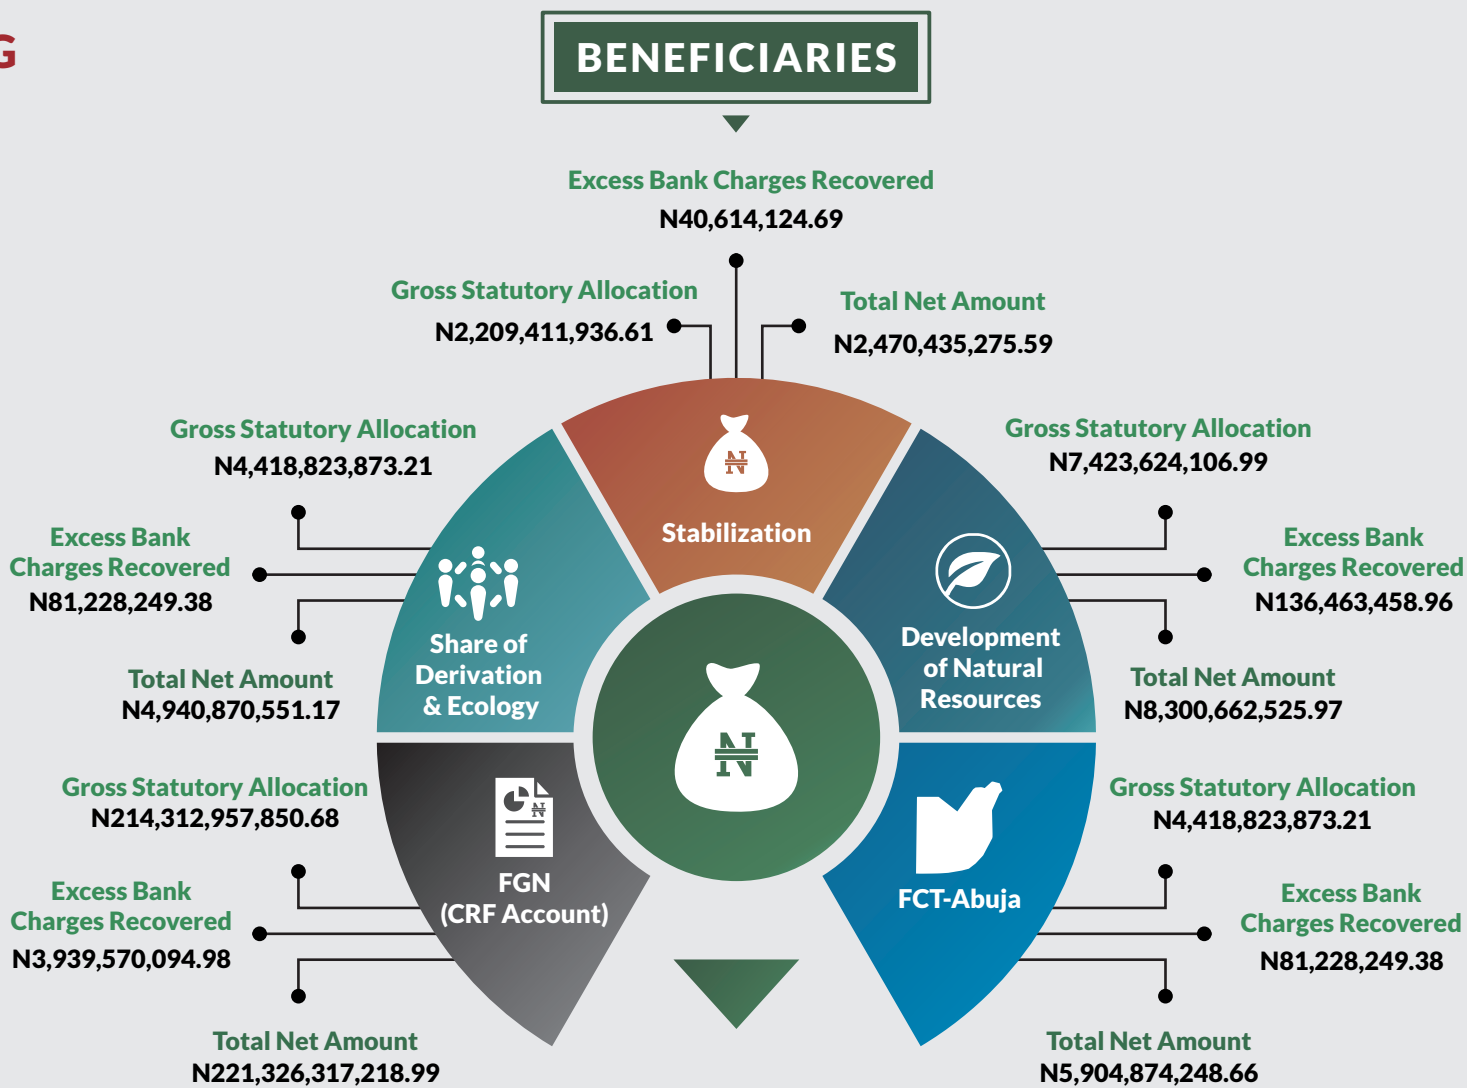 G
BENEFICIARIES
Excess Bank Charges Recovered
N40,614,124.69
Gross Statutory Allocation
N2,209,411,936.61
Total Net Amount
N2,470,435,275.59
Gross Statutory Allocation
N4,418,823,873.21
Excess Bank
Charges Recovered
N81,228,249.38
Total Net Amount
N4,940,870,551.17
Share of
Derivation
& Ecology
N
Stabilization
Gross Statutory Allocation
N7,423,624,106.99
Excess Bank
Charges Recovered
N136,463,458.96
Total Net Amount
N8,300,662,525.97
Development
of Natural
Resources
N
Gross Statutory Allocation
N214,312,957,850.68
Excess Bank
Charges Recovered
N3,939,570,094.98
Total Net Amount
N221,326,317,218.99
N
FGN
(CRF Account)
FCT-Abuja
Gross Statutory Allocation
N4,418,823,873.21
Excess Bank
Charges Recovered
N81,228,249.38
Total Net Amount
N5,904,874,248.66